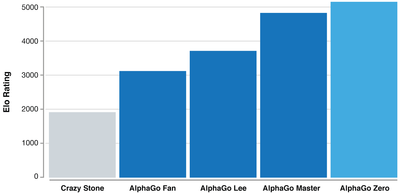 5000
4000
3000
2000
1000
0
Elo Rating
Crazy Stone
AlphaGo Fan
AlphaGo Lee
AlphaGo Master
AlphaGo Zero